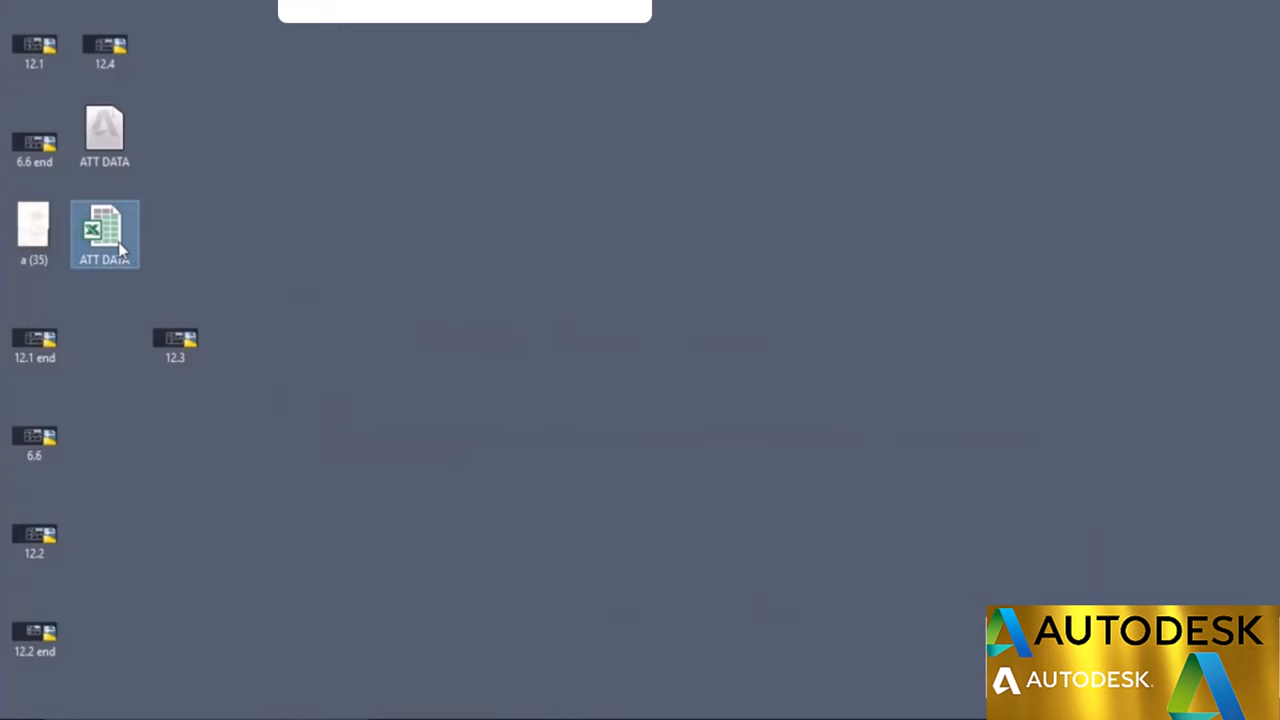 12.1
12.4
6.6 end
ATT DATA
a (35)
ATT DATA
12.1 end
12.3
6.6
12.2
12.2 end
AUTODESK
AUTODESK.